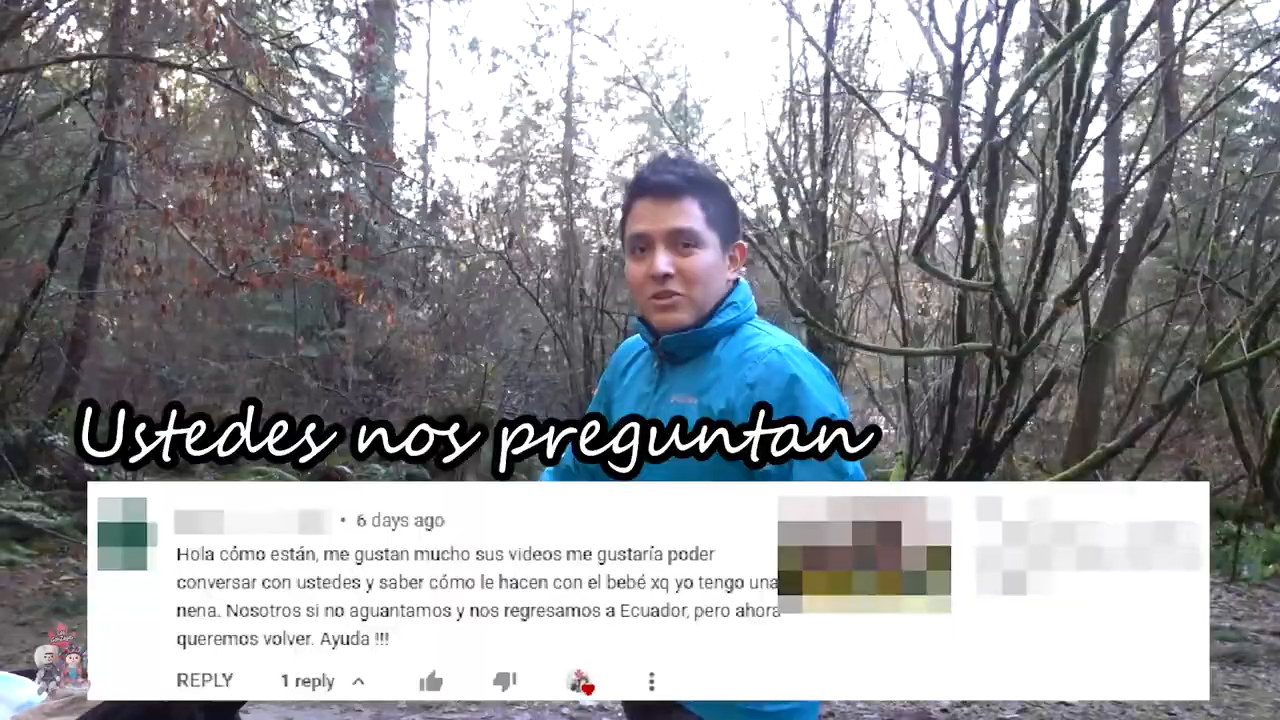 Ustedes nos preguntan
• 6 days ago
Hola cómo están, me gustan mucho sus videos me gustaría poder
conversar con ustedes y saber cómo le hacen con el bebé xq yo tengo una
nena. Nosotros si no aguantamos y nos regresamos a Ecuador, pero ahora
queremos volver. Ayuda !!!
REPLY 1 reply